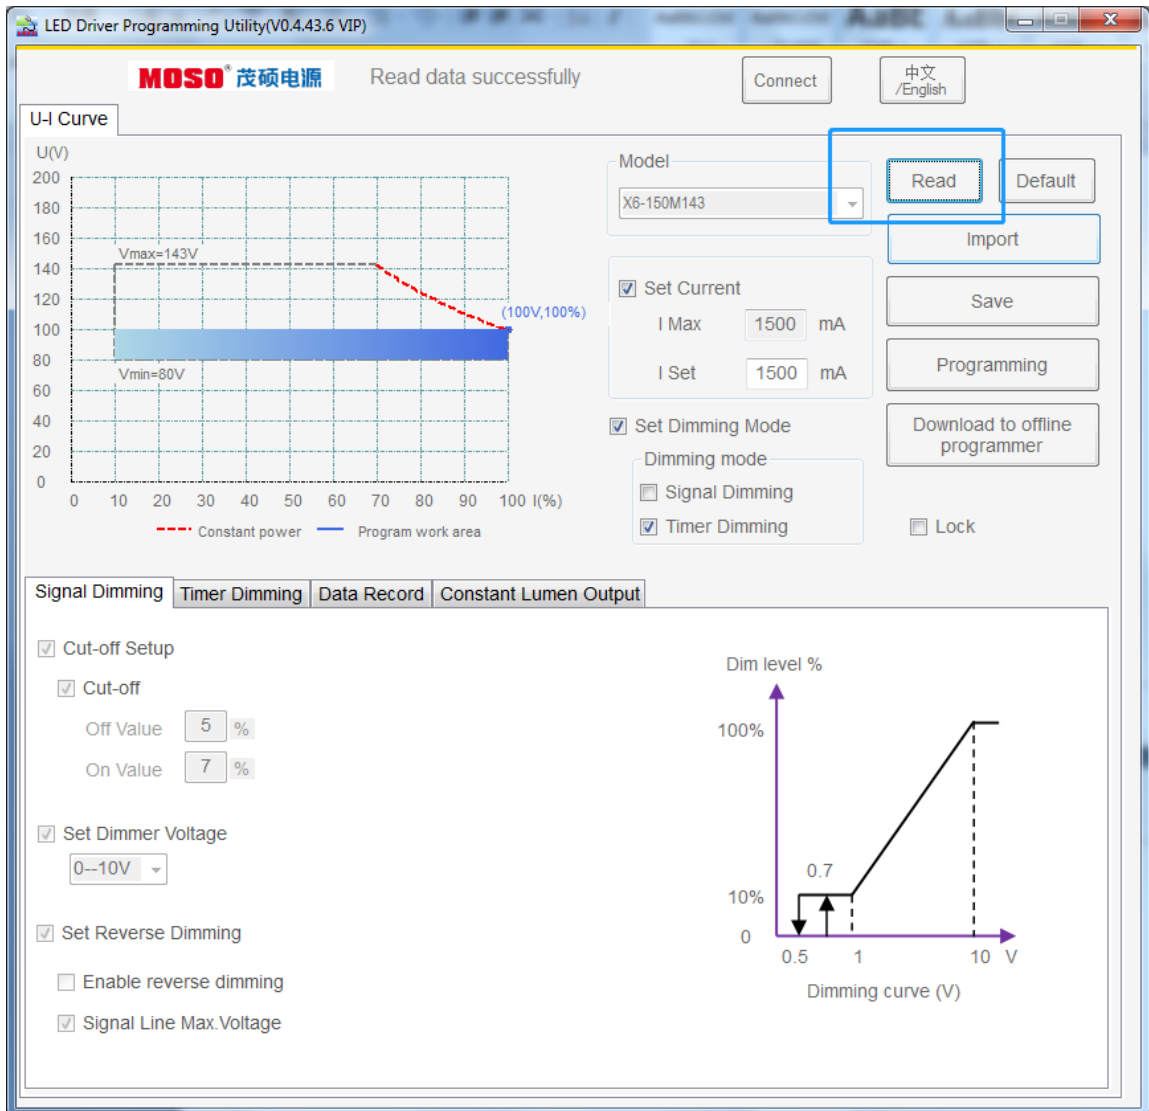 LED Driver Programming Utility(V0.4.43.6 VIP)
MOSO® 茂硕电源
Read data successfully
Connect
中文
/English
U-I Curve
U(V)
200
180
160
140
120
100
80
60
40
20
0
Vmax=143V
(100V,100%)
Vmin=80V
0 10 20 30 40 50 60 70 80 90 100 I(%)
Constant power
Program work area
Model
X6-150M143
Set Current
I Max 1500 mA
I Set 1500 mA
Set Dimming Mode
Dimming mode
Signal Dimming
Timer Dimming
Read
Default
Import
Save
Programming
Download to offline
programmer
Lock
Signal Dimming
Timer Dimming
Data Record
Constant Lumen Output
Cut-off Setup
Cut-off
Off Value 5 %
On Value 7 %
Set Dimmer Voltage
0--10V
Set Reverse Dimming
Enable reverse dimming
Signal Line Max.Voltage
Dim level %
100%
0.7
10%
0
0.5 1 10 V
Dimming curve (V)